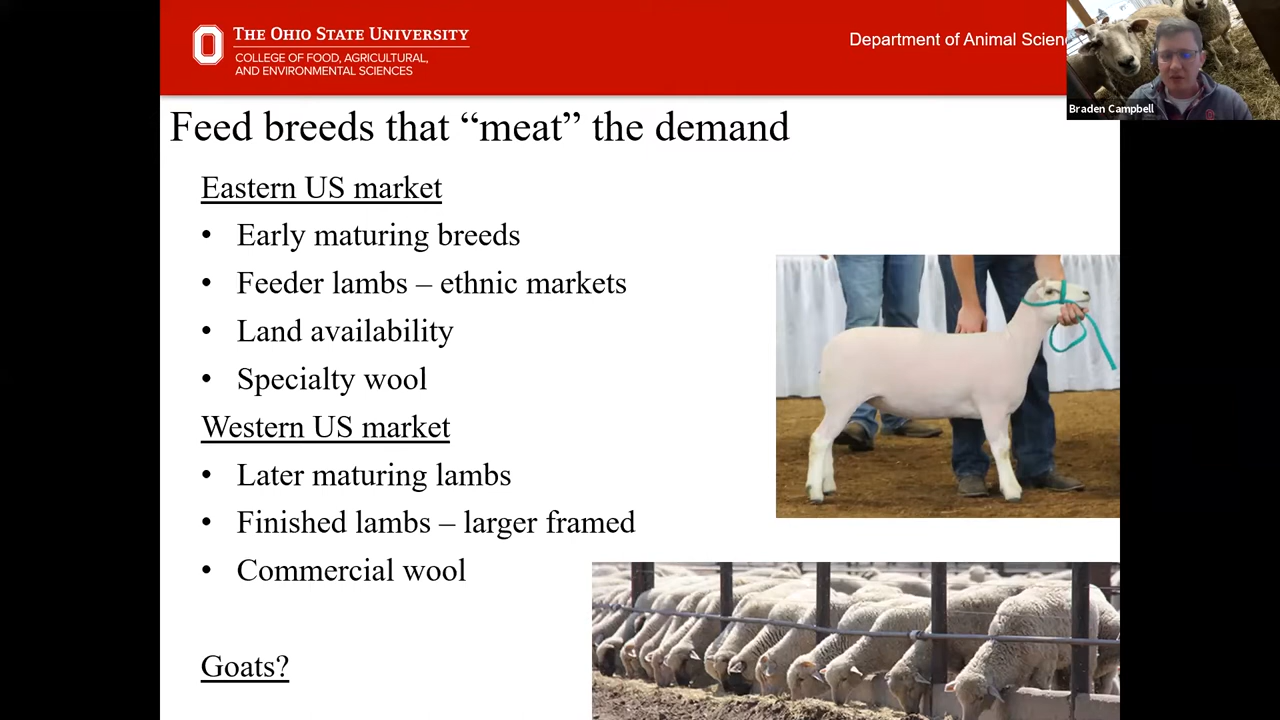 THE OHIO STATE UNIVERSITY
COLLEGE OF FOOD, AGRICULTURAL,
AND ENVIRONMENTAL SCIENCES
Department of Animal
Braden Campbell
Feed breeds that “meat” the demand
Eastern US market
• Early maturing breeds
• Feeder lambs – ethnic markets
• Land availability
• Specialty wool
Western US market
• Later maturing lambs
• Finished lambs – larger framed
• Commercial wool
Goats?